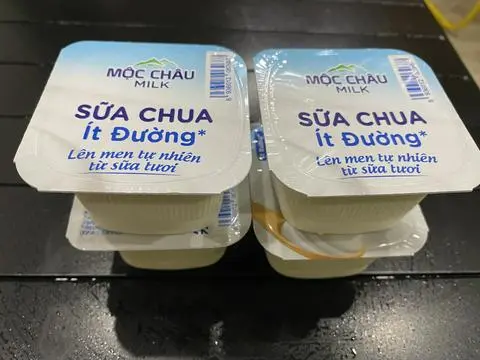 MỘC CHÂU
MILK
SỮA CHUA
Ít Đường*
Lên men tự nhiên
từ sữa tươi
MỘC CHÂU
MILK
SỮA CHUA
Ít Đường*
Lên men tự nhiên
từ sữa tươi